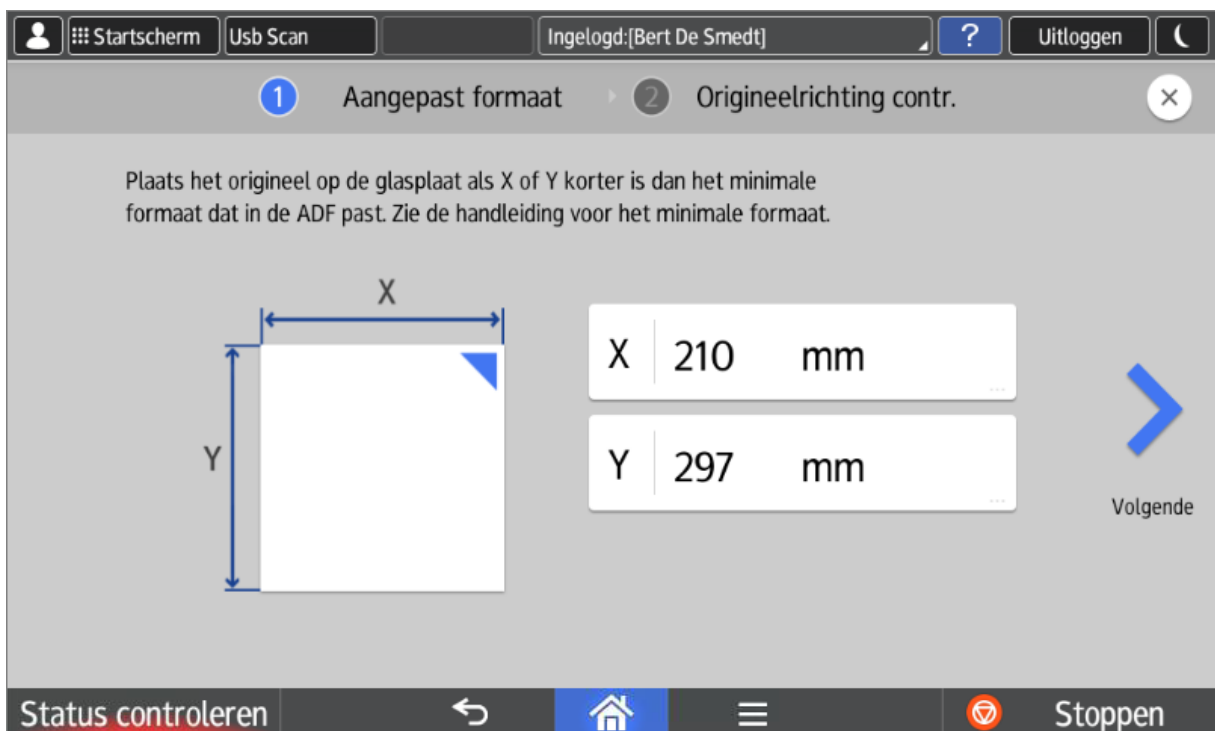 Startscherm Usb Scan Ingelogd:[Bert De Smedt] ? Uitloggen
1 Aangepast formaat 2 Origineelrichting contr.
Plaats het origineel op de glasplaat als X of Y korter is dan het minimale
formaat dat in de ADF past. Zie de handleiding voor het minimale formaat.
X
Y
X 210 mm
Y 297 mm
Volgende
Status controleren Stoppen